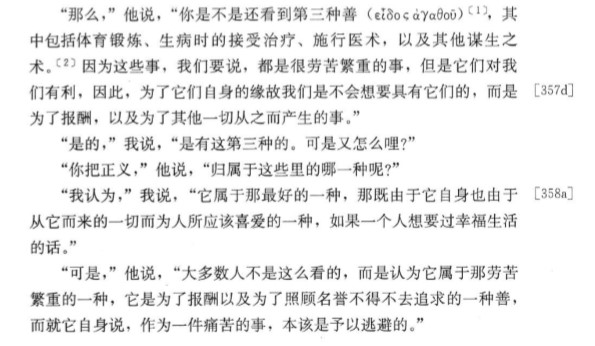 “那么，”他说，“你是不是还看到第三种善（εἶδος ἀγαθοῦ）〔1〕，其
中包括体育锻炼、生病时的接受治疗、施行医术，以及其他谋生之
术。〔2〕因为这些事，我们要说，都是很劳苦繁重的事，但是它们对我
们有利，因此，为了它们自身的缘故我们是不会想要具有它们的，而是 [357d]
为了报酬，以及为了其他一切从之而产生的事。”
“是的，”我说，“是有这第三种的。可是又怎么哩？”
“你把正义，”他说，“归属于这些里的哪一种呢？”
“我认为，”我说，“它属于那最好的一种，那既由于它自身也由于 [358a]
从它而来的一切而为人所应该喜爱的一种，如果一个人想要过幸福生活
的话。”
“可是，”他说，“大多数人不是这么看的，而是认为它属于那劳苦
繁重的一种，它是为了报酬以及为了照顾名誉不得不去追求的一种善，
而就它自身说，作为一件痛苦的事，本该是予以逃避的。”